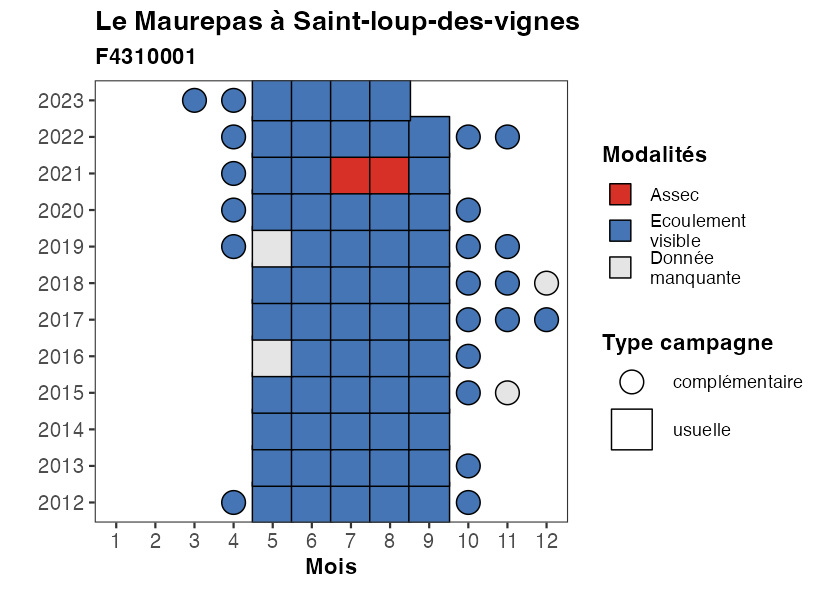 Le Maurepas à Saint-loup-des-vignes
F4310001
2023
2022
2021
2020
2019
2018
2017
2016
2015
2014
2013
2012
1 2 3 4 5 6 7 8 9 10 11 12
Mois
Modalités
Assec
Ecoulement
visible
Donnée
manquante
Type campagne
complémentaire
usuelle